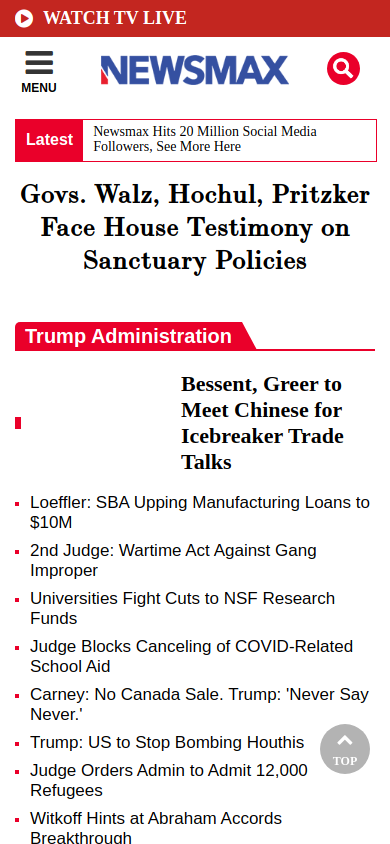 WATCH TV LIVE
MENU
NEWSMAX
Latest
Newsmax Hits 20 Million Social Media
Followers, See More Here
Govs. Walz, Hochul, Pritzker
Face House Testimony on
Sanctuary Policies
Trump Administration
Bessent, Greer to
Meet Chinese for
Icebreaker Trade
Talks
Loeffler: SBA Upping Manufacturing Loans to
$10M
2nd Judge: Wartime Act Against Gang
Improper
Universities Fight Cuts to NSF Research
Funds
Judge Blocks Canceling of COVID-Related
School Aid
Carney: No Canada Sale. Trump: 'Never Say
Never.'
Trump: US to Stop Bombing Houthis
TOP
Judge Orders Admin to Admit 12,000
Refugees
Witkoff Hints at Abraham Accords
Breakthrough